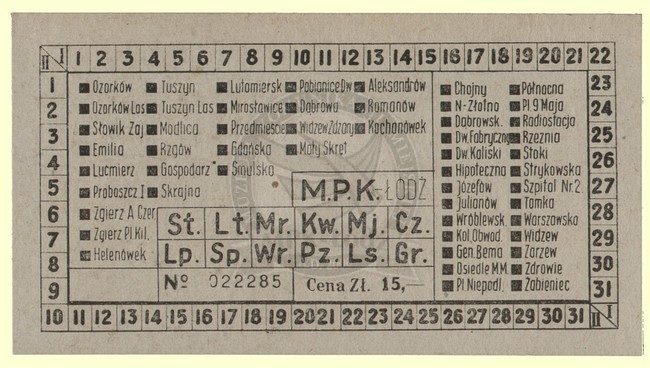 II I 1 2 3 4 5 6 7 8 9 10 11 12 13 14 15 16 17 18 19 20 21 22
1 Ozorków Tuszyn Lutomiersk Pabianice Dw Aleksandrów Chojny Północna 23
2 Ozorków Las Tuszyn Las Mirosławice Dąbrowa Romanów N-Złotno Pl 9 Maja 24
3 Słowik Zaj Modlica Przedmieście Widzew Żdżary Kochanówek Dąbrowsk. Radiostacja
Emilia Rzgów Gdańska Mały Skręt Dw. Fabryczny Rzeźnia 25
4 Lućmierz Gospodarz Smulska Dw. Kaliski Stoki 26
Hipoteczna Strykowska
5 Proboszcz. I Skrajna M.P.K.-ŁÓDŹ Józefów Szpital Nr. 2 27
Julianów Tamka
6 Zgierz A. Czer St. Lt. Mr. Kw. Mj. Cz. Wróblewsk. Warszawska 28
7 Zgierz Pl. Kil. Kol. Obwod. Widzew 29
8 Helenówek Lp. Sp. Wr. Pz. Ls. Gr. Gen. Bema Zarzew
Osiedle M.M. Zdrowie 30
9 Nº 022285 Cena Zł. 15,— Pl. Niepodl. Żabieniec 31
10 11 12 13 14 15 16 17 18 19 20 21 22 23 24 25 26 27 28 29 30 31 II I